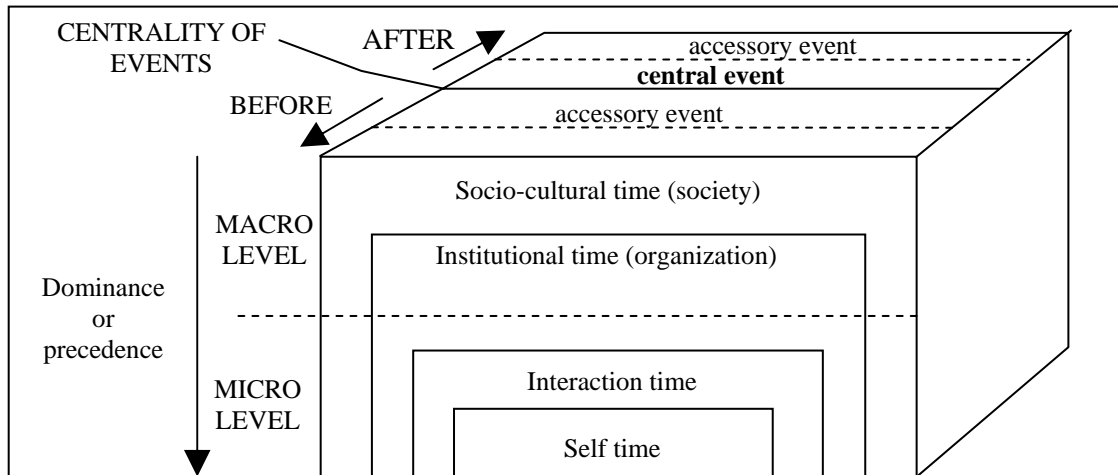 CENTRALITY OF
EVENTS
AFTER
accessory event
central event
BEFORE
accessory event
Socio-cultural time (society)
MACRO
LEVEL
Institutional time (organization)
Dominance
or
precedence
MICRO
LEVEL
Interaction time
Self time